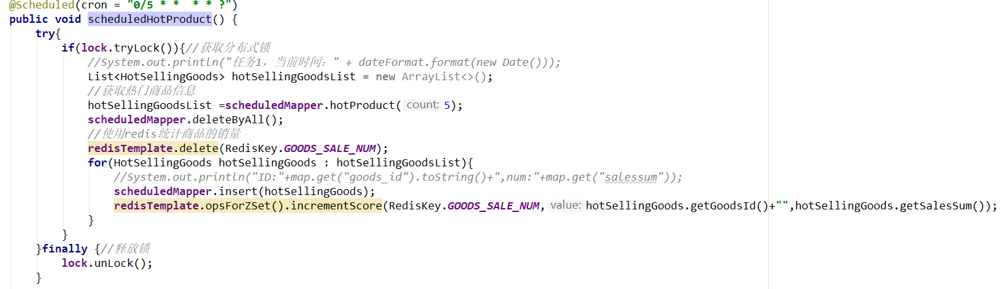 @Scheduled(cron = "0/5 * *  * * ?")
public void scheduledHotProduct() {
    try{
        if(lock.tryLock()){//获取分布式锁
            //System.out.println("任务1，当前时间：" + dateFormat.format(new Date()));
            List<HotSellingGoods> hotSellingGoodsList = new ArrayList<>();
            //获取热门商品信息
            hotSellingGoodsList =scheduledMapper.hotProduct( count: 5);
            scheduledMapper.deleteByAll();
            //使用redis统计商品的销量
            redisTemplate.delete(RedisKey.GOODS_SALE_NUM);
            for(HotSellingGoods hotSellingGoods : hotSellingGoodsList){
                //System.out.println("ID:"+map.get("goods_id").toString()+",num:"+map.get("salessum"));
                scheduledMapper.insert(hotSellingGoods);
                redisTemplate.opsForZSet().incrementScore(RedisKey.GOODS_SALE_NUM, value: hotSellingGoods.getGoodsId()+"",hotSellingGoods.getSalesSum());
            }
        }
    }finally {//释放锁
        lock.unLock();
    }